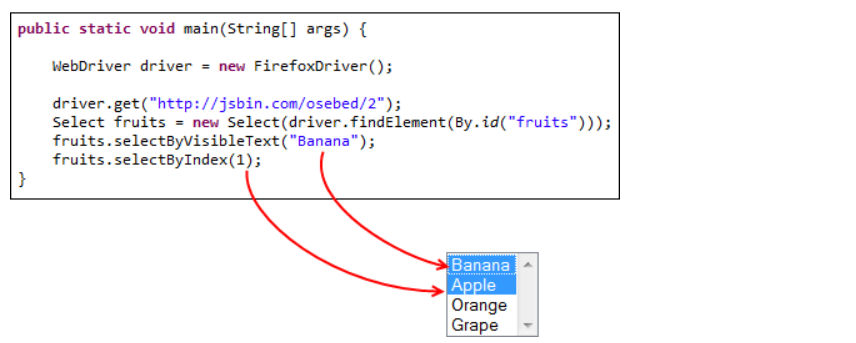 public static void main(String[] args) {
WebDriver driver = new FirefoxDriver();
driver.get("http://jsbin.com/osebed/2");
Select fruits = new Select(driver.findElement(By.id("fruits")));
fruits.selectByVisibleText("Banana");
fruits.selectByIndex(1);
}
Banana
Apple
Orange
Grape